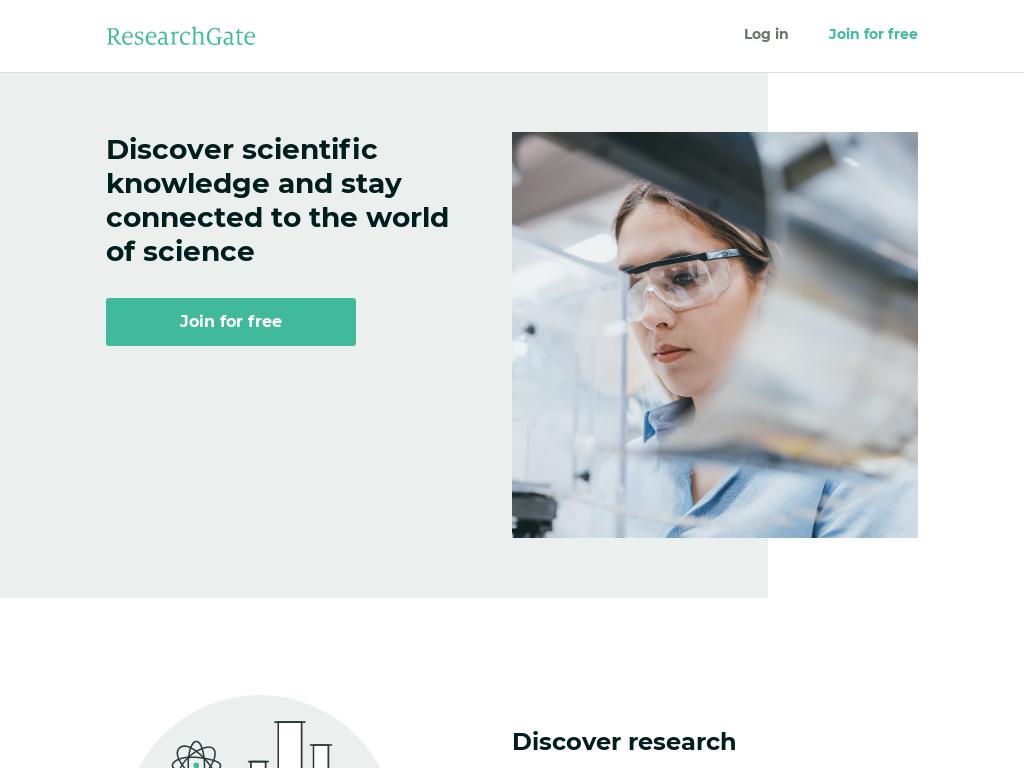 ResearchGate
Log in
Join for free
Discover scientific
knowledge and stay
connected to the world
of science
Join for free
Discover research